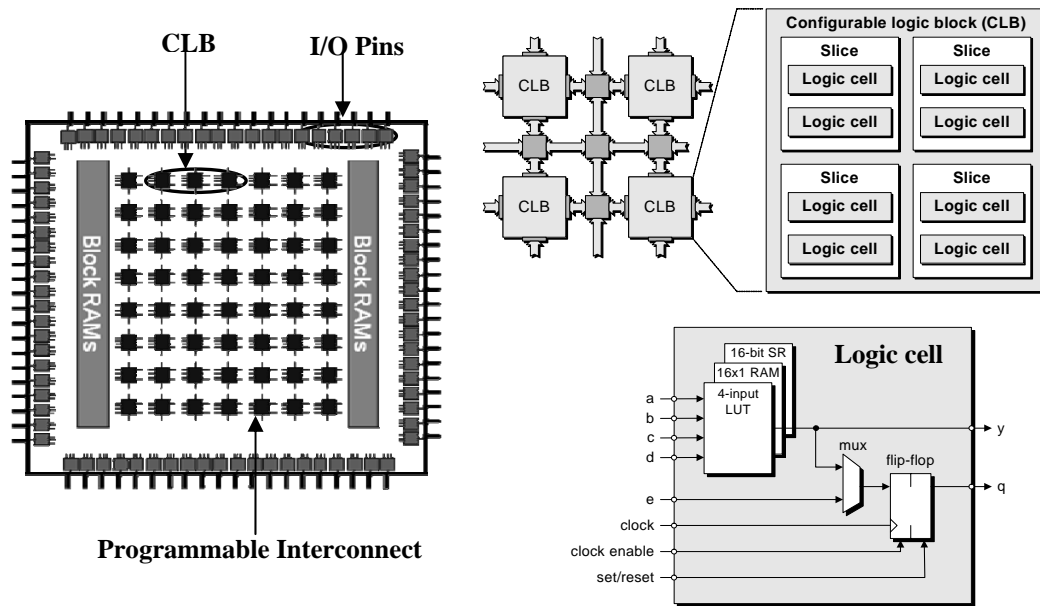 CLB
I/O Pins
Block RAMs
Block RAMs
Programmable Interconnect
CLB
CLB
CLB
CLB
Configurable logic block (CLB)
Slice
Slice
Logic cell
Logic cell
Logic cell
Logic cell
Slice
Slice
Logic cell
Logic cell
Logic cell
Logic cell
Logic cell
16-bit SR
16x1 RAM
4-input
LUT
a
b
c
d
e
clock
clock enable
set/reset
mux
flip-flop
y
q